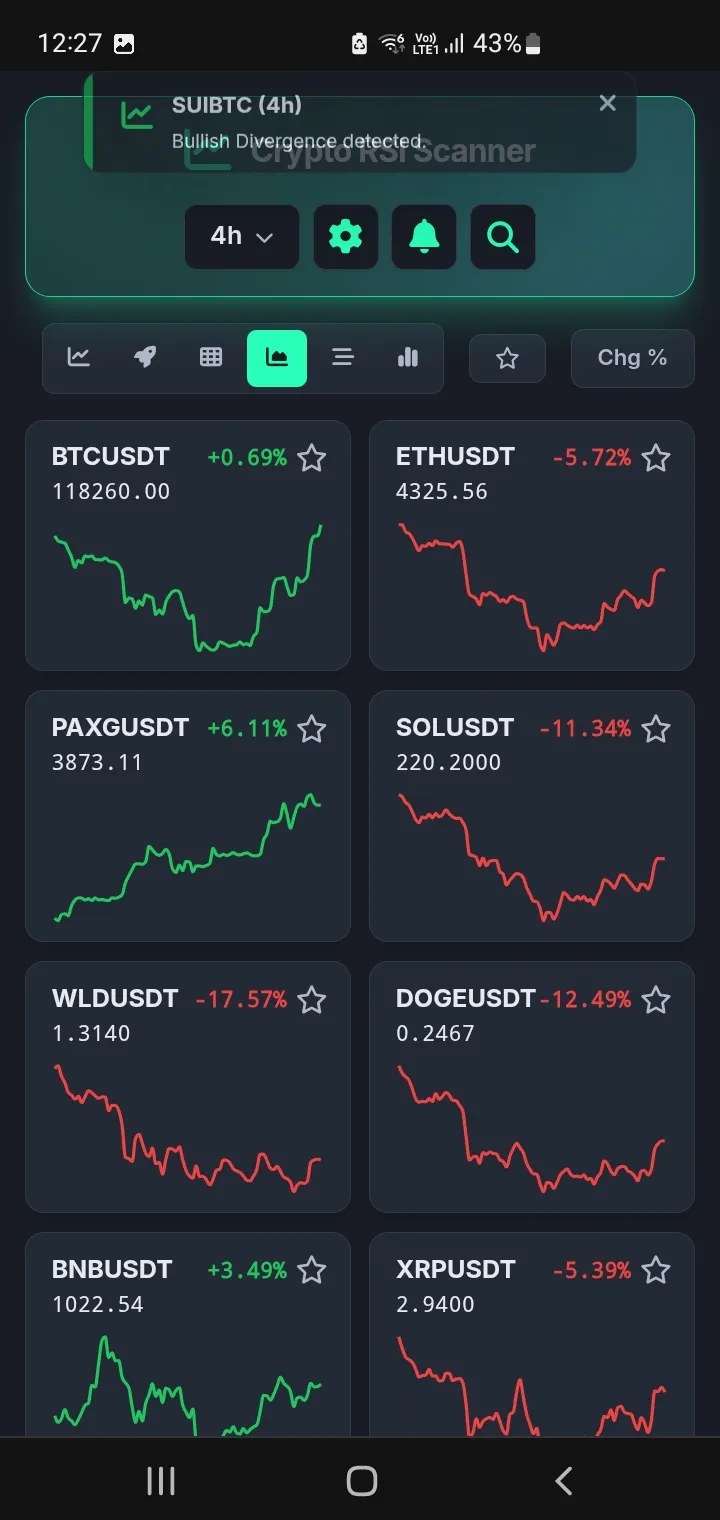 12:27
Vo))
LTE1
43%
SUIBTC (4h)
Bullish Divergence detected.
Crypto RSI Scanner
4h
Chg %
BTCUSDT +0.69%
118260.00
ETHUSDT -5.72%
4325.56
PAXGUSDT +6.11%
3873.11
SOLUSDT -11.34%
220.2000
WLDUSDT -17.57%
1.3140
DOGEUSDT -12.49%
0.2467
BNBUSDT +3.49%
1022.54
XRPUSDT -5.39%
2.9400